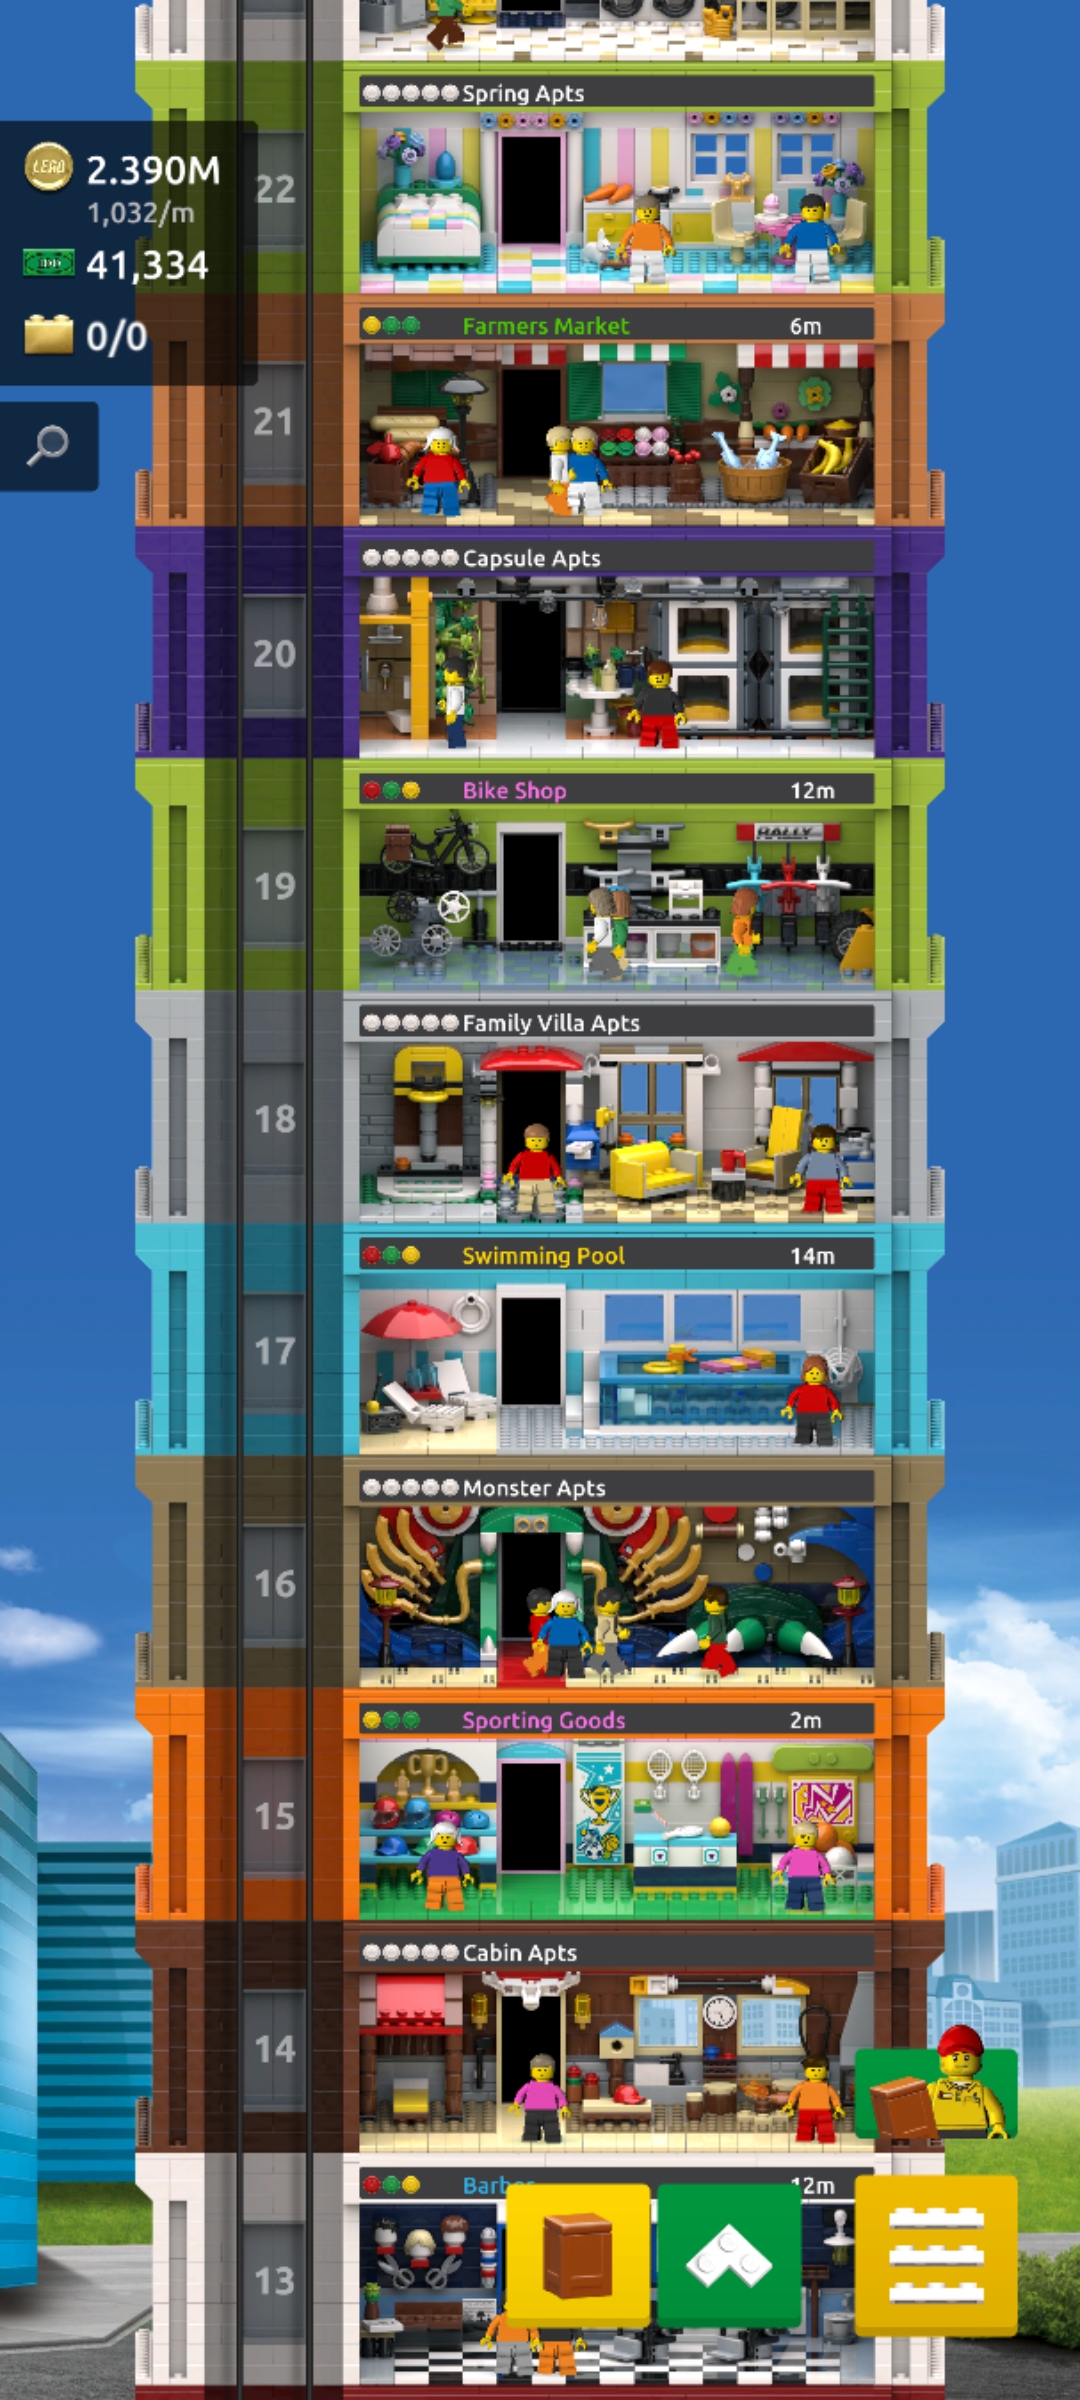 Spring Apts
LEGO
2.390M
1,032/m
22
41,334
0/0
Farmers Market 6m
21
Capsule Apts
20
Bike Shop 12m
RALLY
19
Family Villa Apts
18
Swimming Pool 14m
17
Monster Apts
16
Sporting Goods 2m
N
15
Cabin Apts
14
12m
13